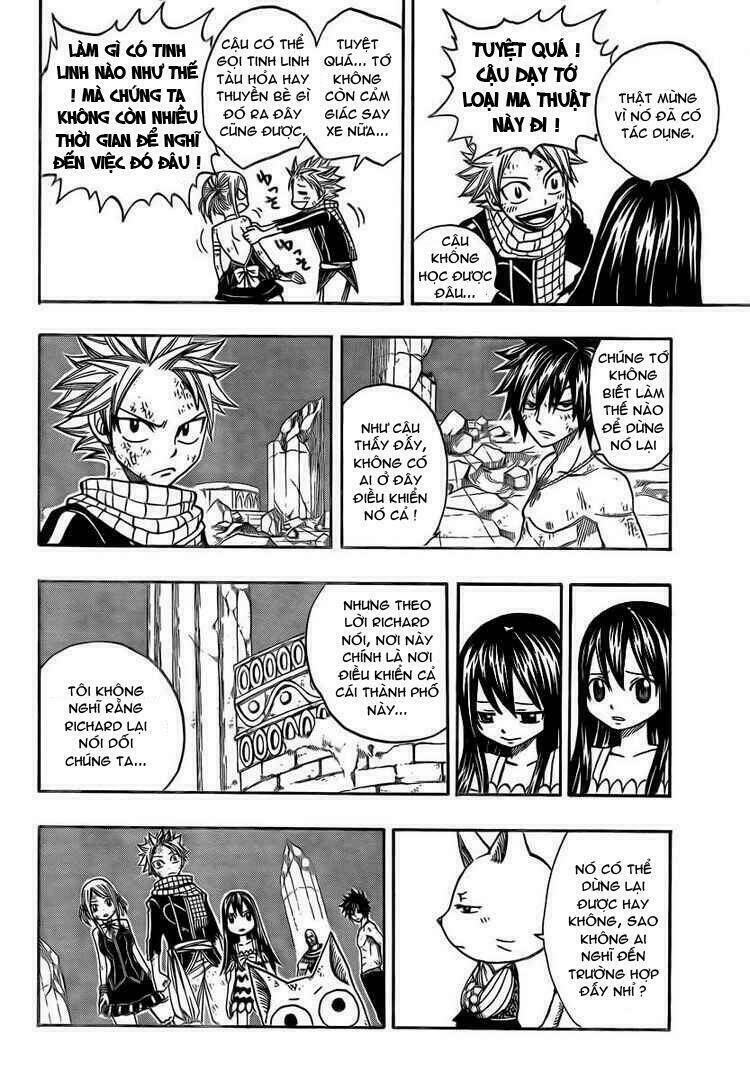 THẬT MỪNG
VÌ NÓ ĐÃ CÓ
TÁC DỤNG.
TUYỆT QUÁ !
CẬU DẠY TỚ
LOẠI MA THUẬT
NÀY ĐI !
CẬU
KHÔNG
HỌC ĐƯỢC
ĐÂU...
TUYỆT
QUÁ... TỚ
KHÔNG
CÒN CẢM
GIÁC SAY
XE NỮA...
CẬU CÓ THỂ
GỌI TINH LINH
TÀU HỎA HAY
THUYỀN BÈ GÌ
ĐÓ RA ĐÂY
CŨNG ĐƯỢC.
LÀM GÌ CÓ TINH
LINH NÀO NHƯ THẾ
! MÀ CHÚNG TA
KHÔNG CÒN NHIỀU
THỜI GIAN ĐỂ NGHĨ
ĐẾN VIỆC ĐÓ ĐÂU !
ゆっさ
ゆっさ
CHÚNG TỚ
KHÔNG
BIẾT LÀM
THẾ NÀO
ĐỂ DỪNG
NÓ LẠI
NHƯ CẬU
THẤY ĐẤY,
KHÔNG CÓ
AI Ở ĐÂY
ĐIỀU KHIỂN
NÓ CẢ !
NHƯNG THEO
LỜI RICHARD
NÓI, NƠI NÀY
CHÍNH LÀ NƠI
ĐIỀU KHIỂN CẢ
CÁI THÀNH PHỐ
NÀY...
TÔI KHÔNG
NGHĨ RẰNG
RICHARD LẠI
NÓI DỐI
CHÚNG TA...
NÓ CÓ THỂ
DỪNG LẠI
ĐƯỢC HAY
KHÔNG, SAO
KHÔNG AI
NGHĨ ĐẾN
TRƯỜNG HỢP
ĐẤY NHỈ ?